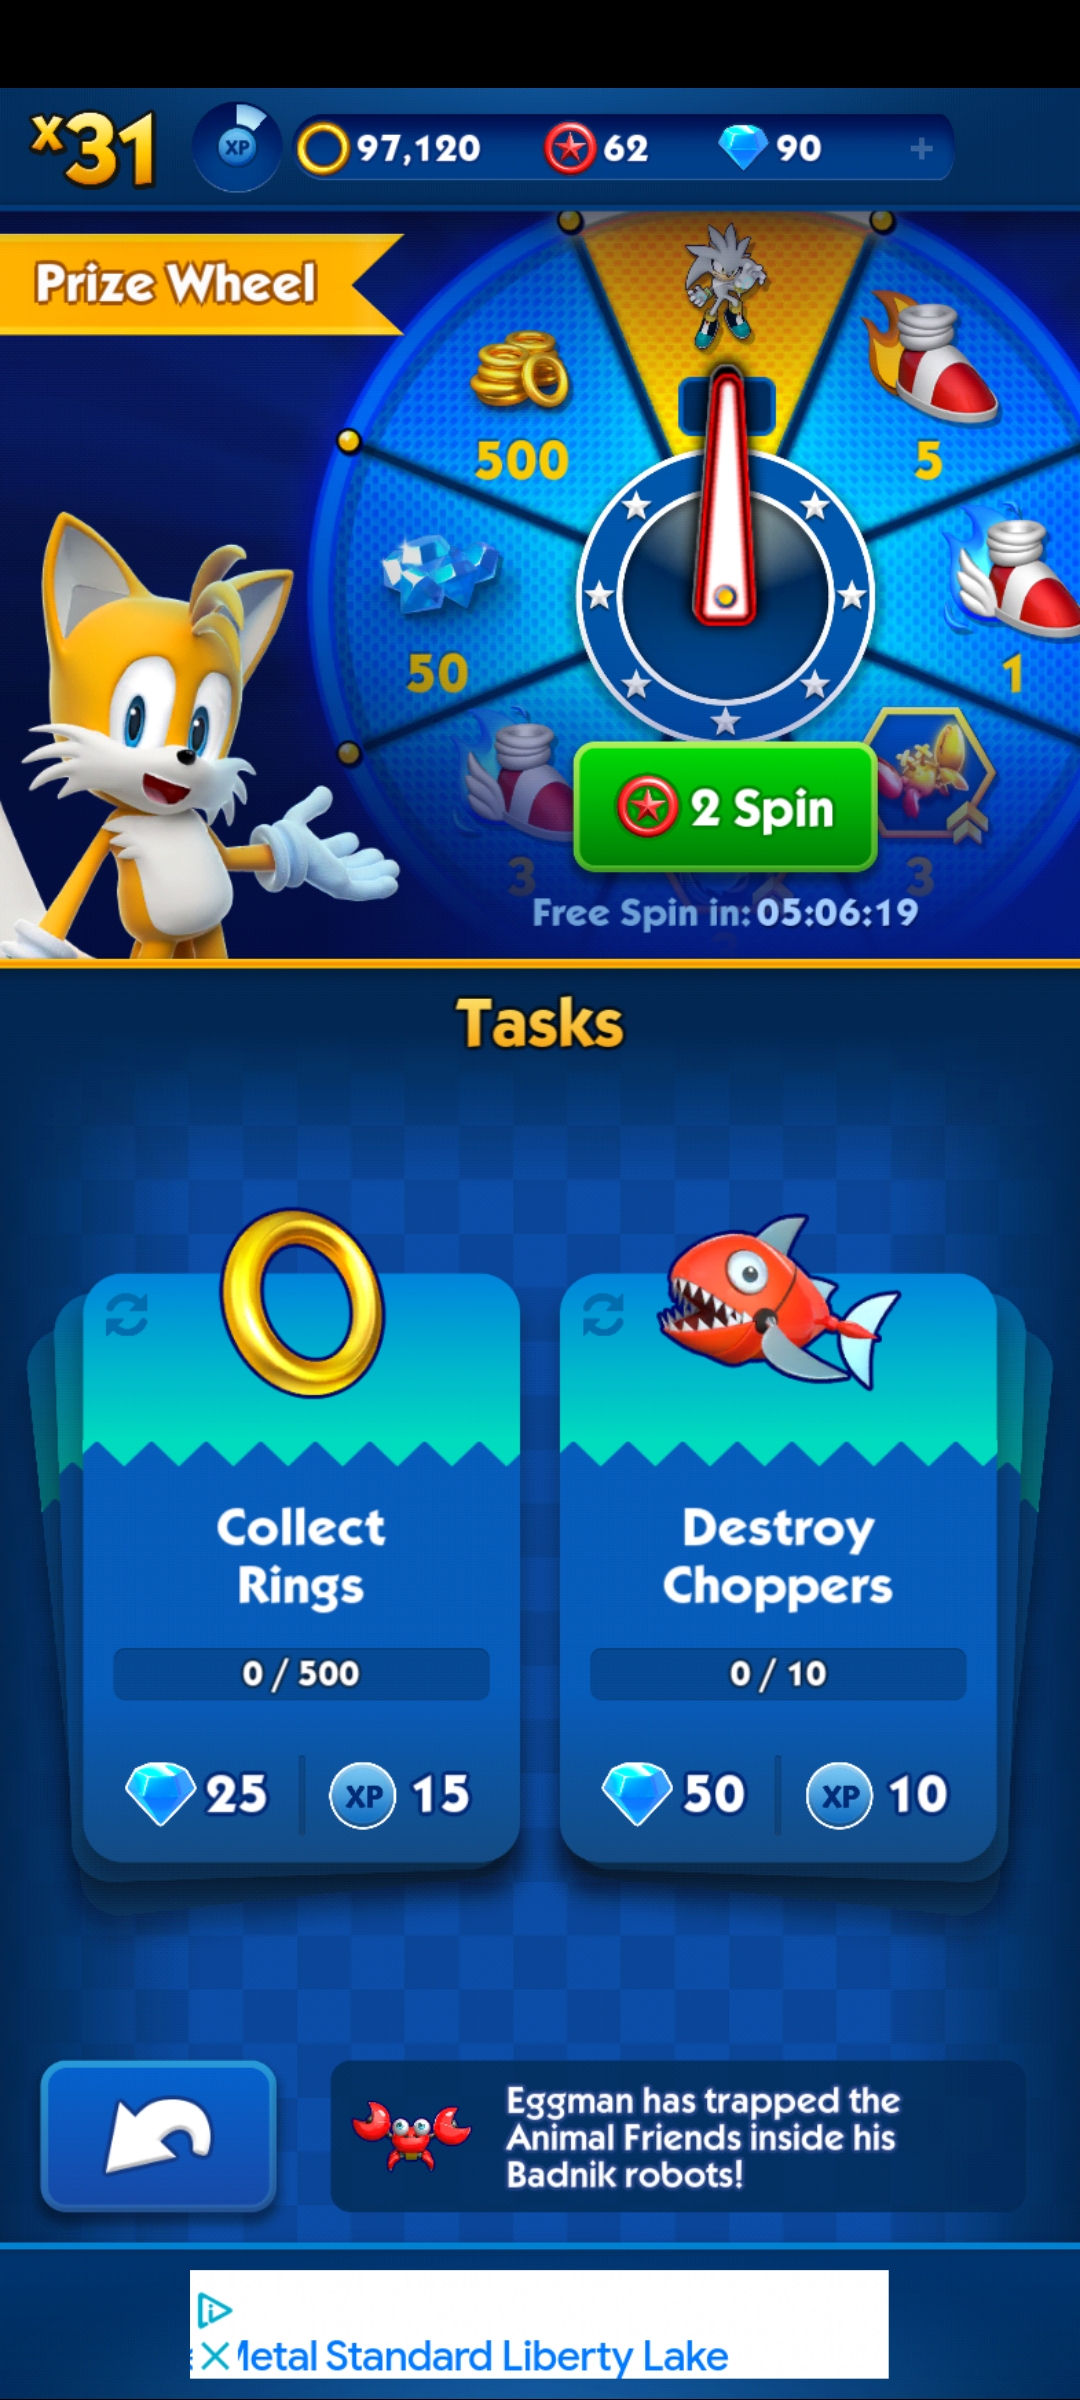 x31
XP
97,120
62
90
+
Prize Wheel
500
5
50
1
2 Spin
3
3
Free Spin in: 05:06:19
Tasks
Collect
Rings
0 / 500
25
XP
15
Destroy
Choppers
0 / 10
50
XP
10
Eggman has trapped the
Animal Friends inside his
Badnik robots!
Metal Standard Liberty Lake